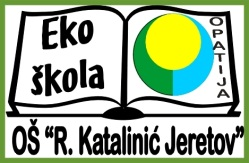 Eko
škola
OPATIJA
OŠ “R. Katalinić Jeretov”